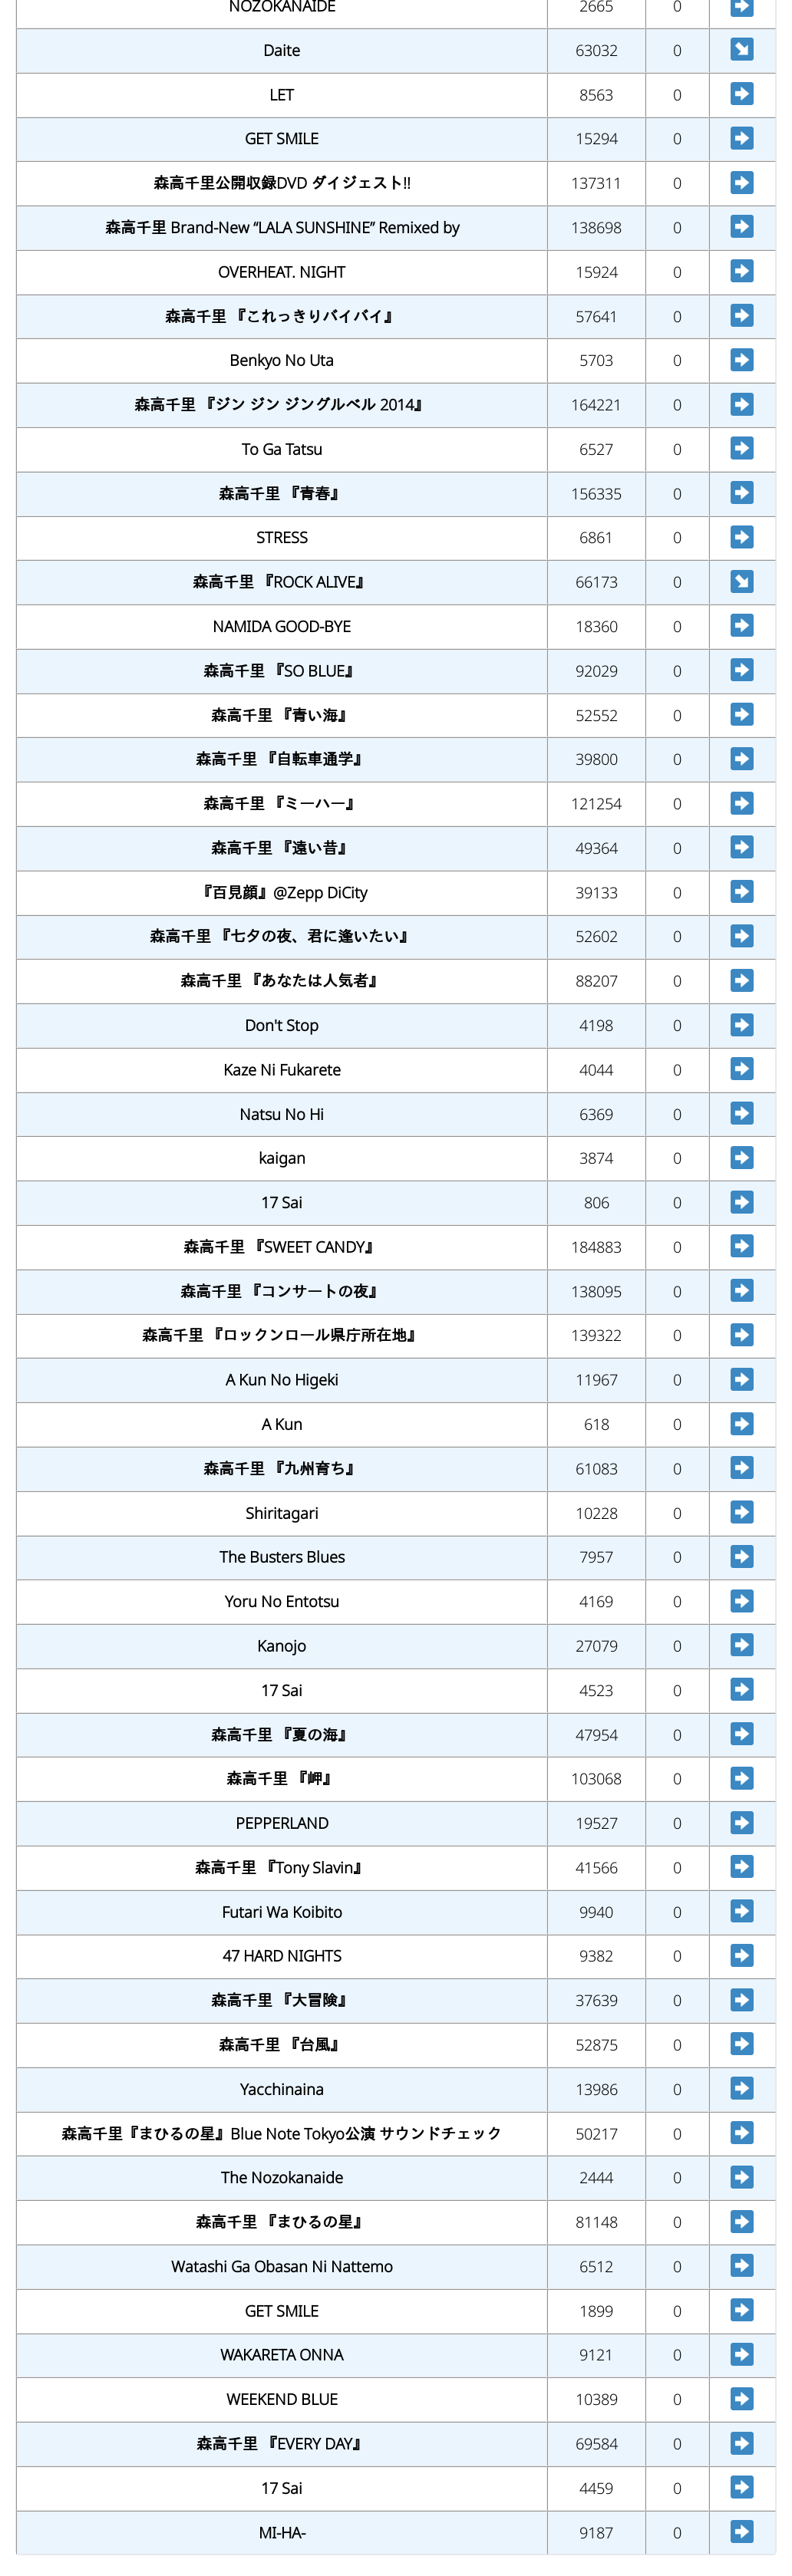 NOZOKANAIDE 2665 0
Daite 63032 0
LET 8563 0
GET SMILE 15294 0
森高千里公開収録DVD ダイジェスト!! 137311 0
森高千里 Brand-New “LALA SUNSHINE” Remixed by 138698 0
OVERHEAT. NIGHT 15924 0
森高千里 『これっきりバイバイ』 57641 0
Benkyo No Uta 5703 0
森高千里 『ジン ジン ジングルベル 2014』 164221 0
To Ga Tatsu 6527 0
森高千里 『青春』 156335 0
STRESS 6861 0
森高千里 『ROCK ALIVE』 66173 0
NAMIDA GOOD-BYE 18360 0
森高千里 『SO BLUE』 92029 0
森高千里 『青い海』 52552 0
森高千里 『自転車通学』 39800 0
森高千里 『ミーハー』 121254 0
森高千里 『遠い昔』 49364 0
『百見顔』@Zepp DiCity 39133 0
森高千里 『七夕の夜、君に逢いたい』 52602 0
森高千里 『あなたは人気者』 88207 0
Don't Stop 4198 0
Kaze Ni Fukarete 4044 0
Natsu No Hi 6369 0
kaigan 3874 0
17 Sai 806 0
森高千里 『SWEET CANDY』 184883 0
森高千里 『コンサートの夜』 138095 0
森高千里 『ロックンロール県庁所在地』 139322 0
A Kun No Higeki 11967 0
A Kun 618 0
森高千里 『九州育ち』 61083 0
Shiritagari 10228 0
The Busters Blues 7957 0
Yoru No Entotsu 4169 0
Kanojo 27079 0
17 Sai 4523 0
森高千里 『夏の海』 47954 0
森高千里 『岬』 103068 0
PEPPERLAND 19527 0
森高千里 『Tony Slavin』 41566 0
Futari Wa Koibito 9940 0
47 HARD NIGHTS 9382 0
森高千里 『大冒険』 37639 0
森高千里 『台風』 52875 0
Yacchinaina 13986 0
森高千里『まひるの星』Blue Note Tokyo公演 サウンドチェック 50217 0
The Nozokanaide 2444 0
森高千里 『まひるの星』 81148 0
Watashi Ga Obasan Ni Nattemo 6512 0
GET SMILE 1899 0
WAKARETA ONNA 9121 0
WEEKEND BLUE 10389 0
森高千里 『EVERY DAY』 69584 0
17 Sai 4459 0
MI-HA- 9187 0